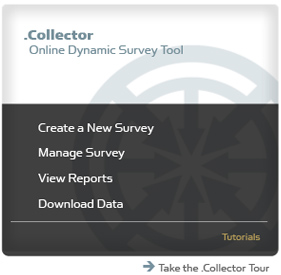 .Collector
Online Dynamic Survey Tool
Create a New Survey
Manage Survey
View Reports
Download Data
Tutorials
Take the .Collector Tour